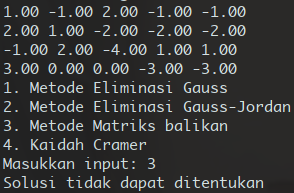 1.00 -1.00 2.00 -1.00 -1.00
2.00 1.00 -2.00 -2.00 -2.00
-1.00 2.00 -4.00 1.00 1.00
3.00 0.00 0.00 -3.00 -3.00
1. Metode Eliminasi Gauss
2. Metode Eliminasi Gauss-Jordan
3. Metode Matriks balikan
4. Kaidah Cramer
Masukkan input: 3
Solusi tidak dapat ditentukan